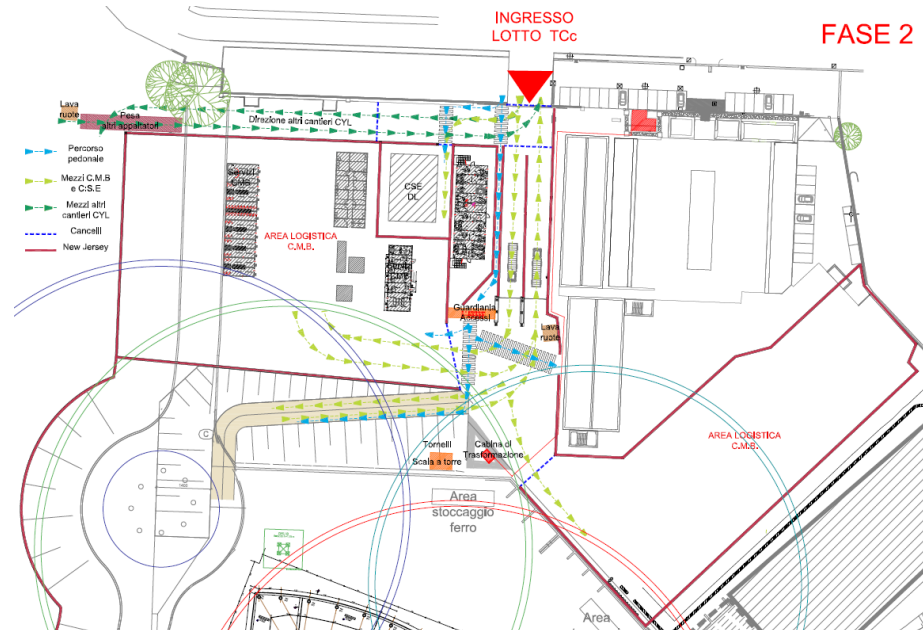 INGRESSO
LOTTO TCc
FASE 2
Lava
ruote
Pesa
altri appaltatori
Direzione altri cantieri CYL
Percorso
pedonale
Mezzi C.M.B
e C:S.E
Mezzi altri
cantieri CYL
Cancelli
New Jersey
CSE
DL
AREA LOGISTICA
C.M.B.
Guardiania
Accessi
Lava
ruote
AREA LOGISTICA
C.M.B.
C
Tornelli
Scala a torre
Cabina di
Trasformazione
Area
stoccaggio
ferro
Area